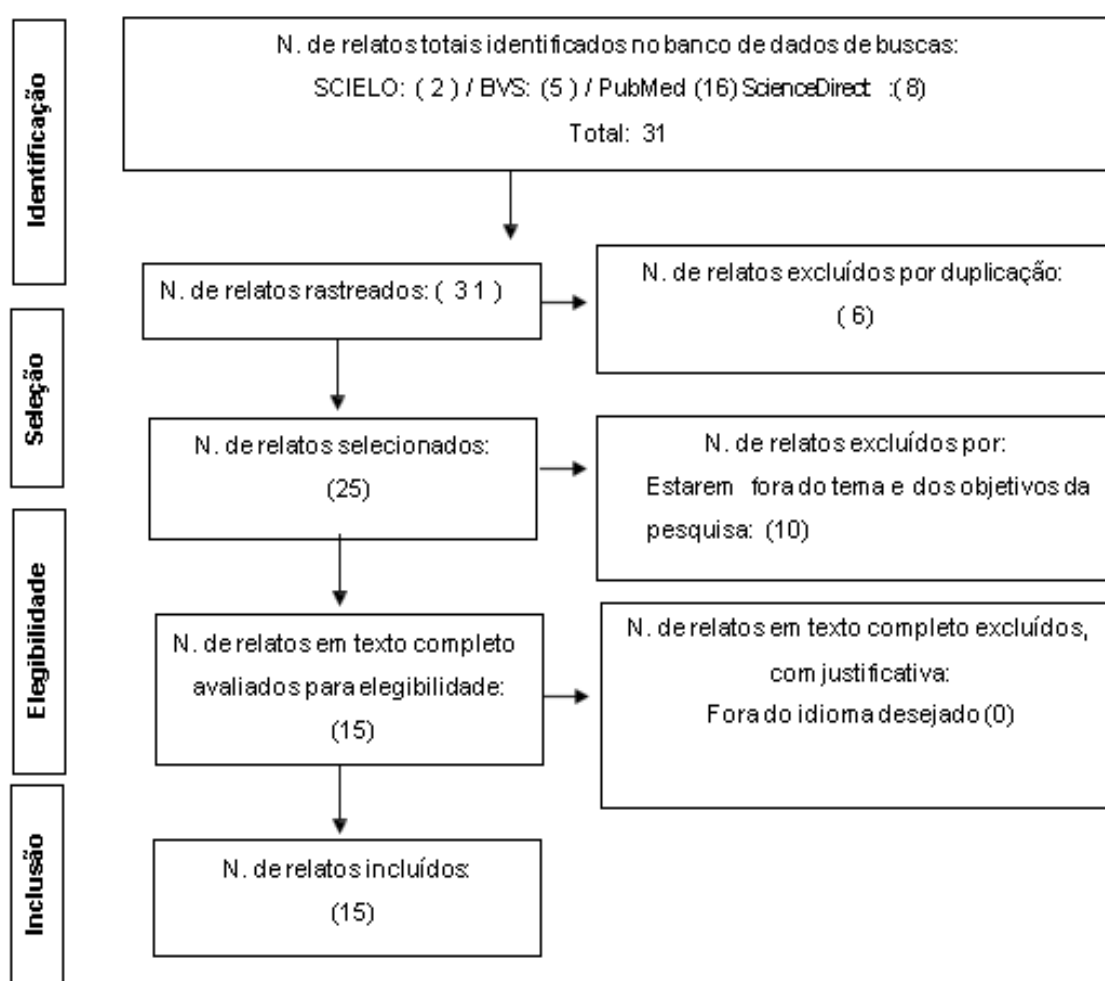 Identificação
N. de relatos totais identificados no banco de dados de buscas:
SCIELO: ( 2 ) / BVS: (5 ) / PubMed (16) ScienceDirect :( 8)
Total: 31
N. de relatos rastreados: ( 3 1 )
N. de relatos excluídos por duplicação:
( 6)
Seleção
N. de relatos selecionados:
(25)
N. de relatos excluídos por:
Estarem fora do tema e dos objetivos da
pesquisa: (10)
Elegibilidade
N. de relatos em texto completo
avaliados para elegibilidade:
(15)
N. de relatos em texto completo excluídos,
com justificativa:
Fora do idioma desejado (0)
Inclusão
N. de relatos incluídos:
(15)